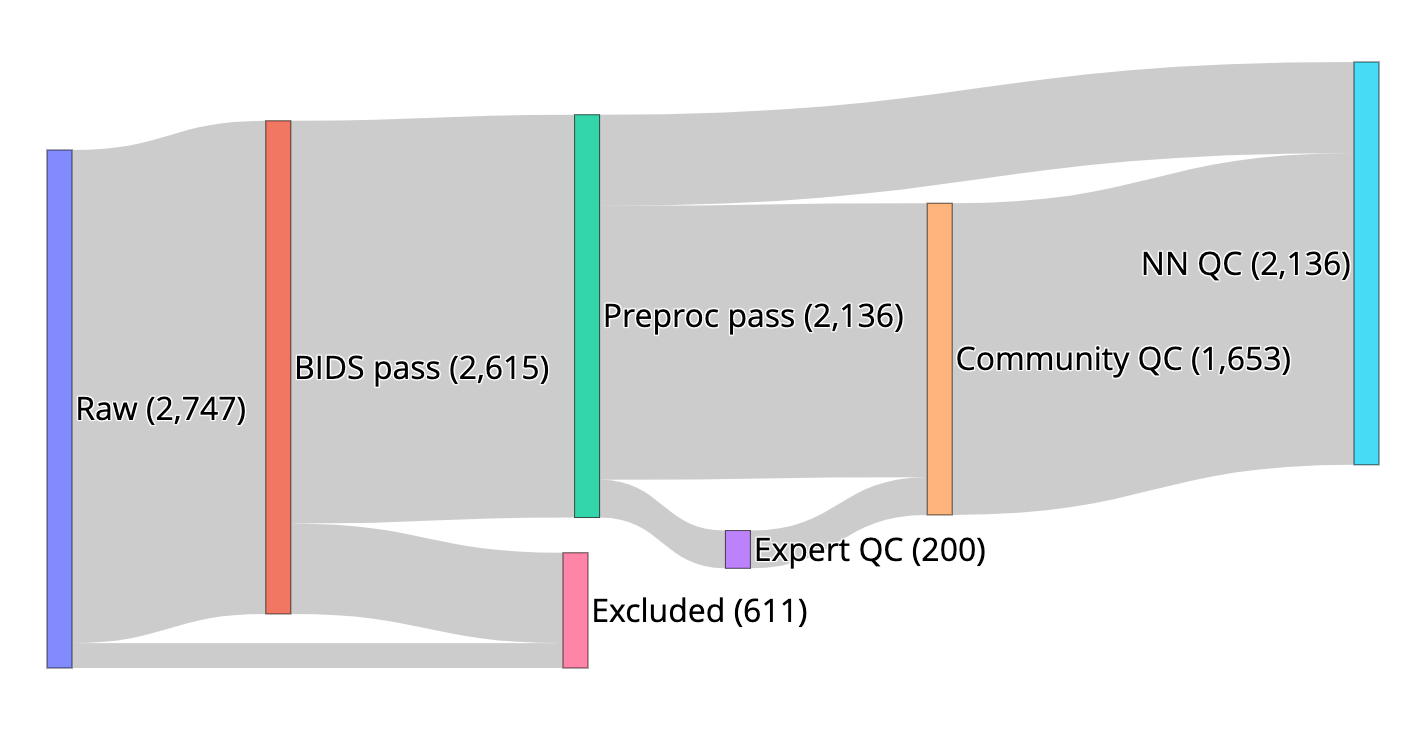 Raw (2,747)
BIDS pass (2,615)
Preproc pass (2,136)
Excluded (611)
Expert QC (200)
Community QC (1,653)
NN QC (2,136)